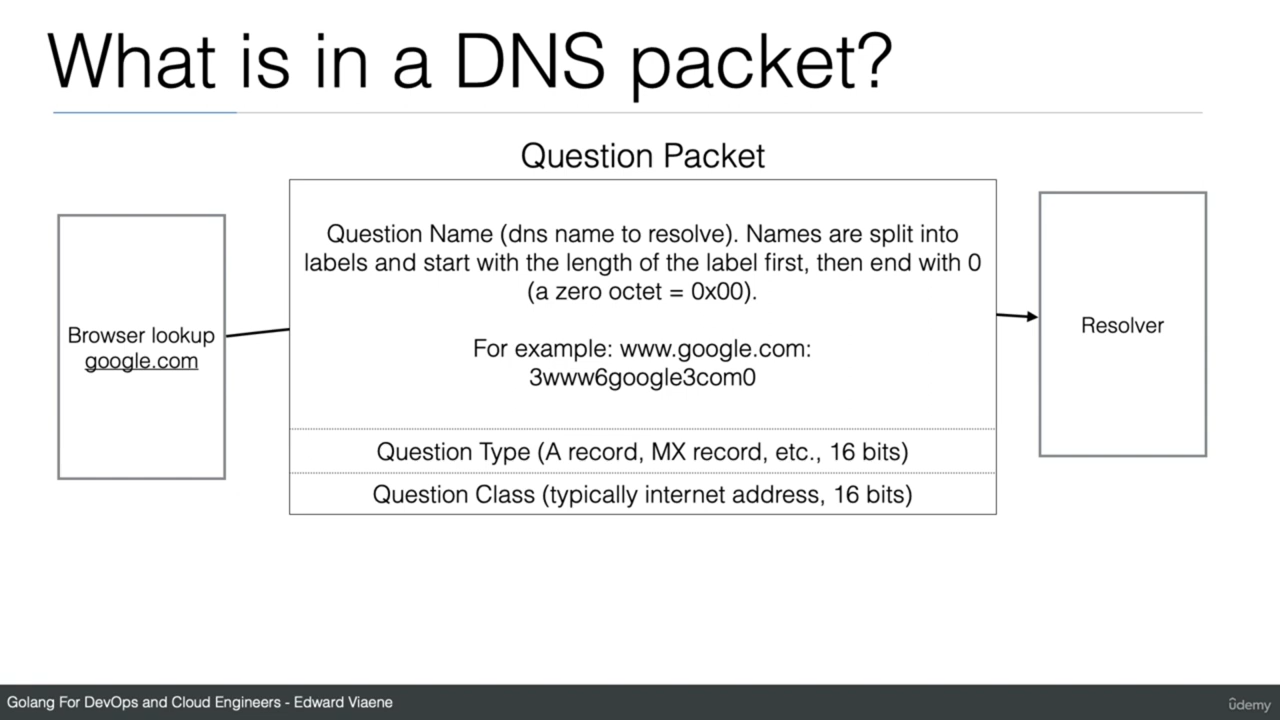 What is in a DNS packet?
Question Packet
Browser lookup
google.com
Question Name (dns name to resolve). Names are split into
labels and start with the length of the label first, then end with 0
(a zero octet = 0x00).
For example: www.google.com:
3www6google3com0
Question Type (A record, MX record, etc., 16 bits)
Question Class (typically internet address, 16 bits)
Resolver
Golang For DevOps and Cloud Engineers - Edward Viaene
ûdemy